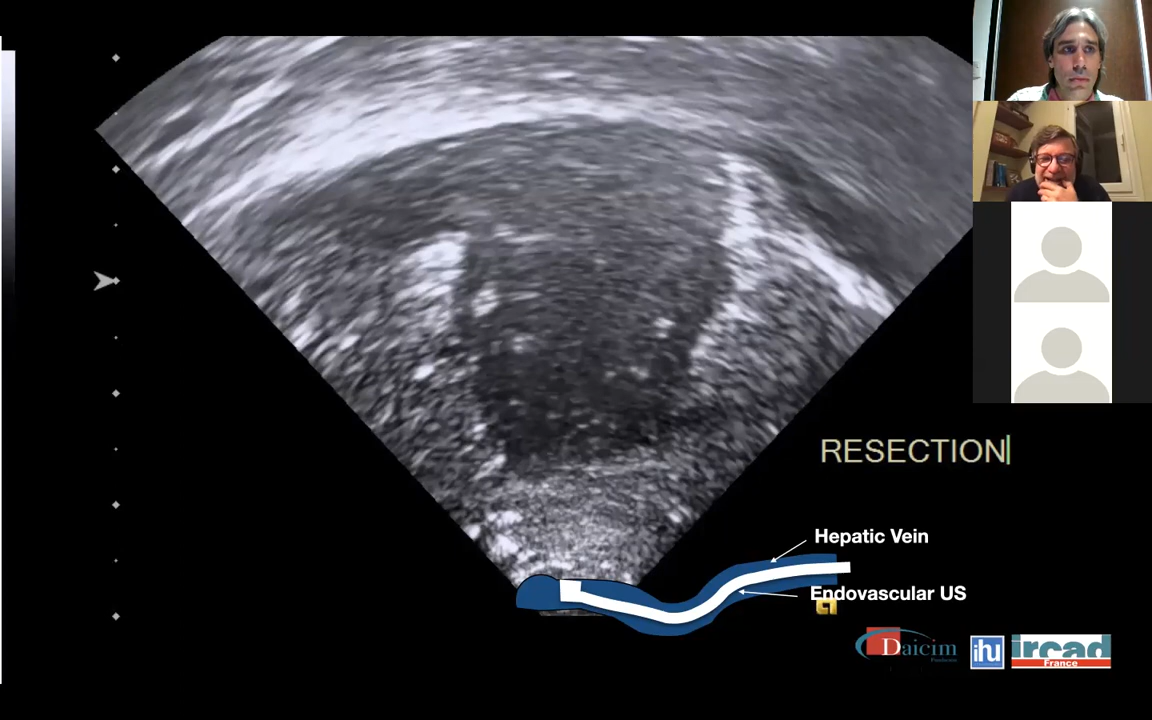 RESECTION
Hepatic Vein
Endovascular US
Daicim
ihu
ircad
France